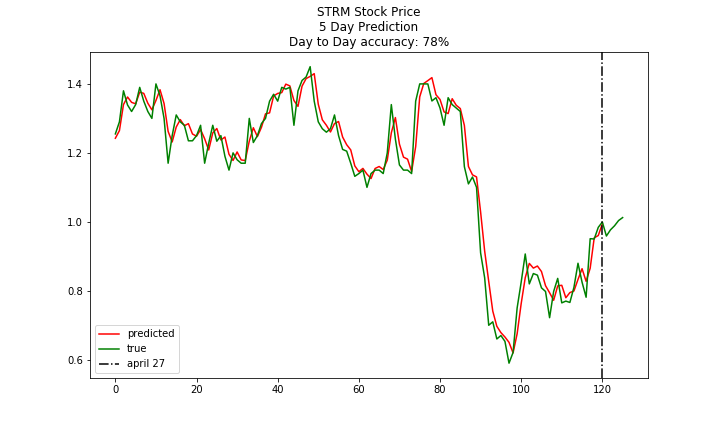 STRM Stock Price
5 Day Prediction
Day to Day accuracy: 78%
1.4
1.2
1.0
0.8
0.6
predicted
true
april 27
0 20 40 60 80 100 120